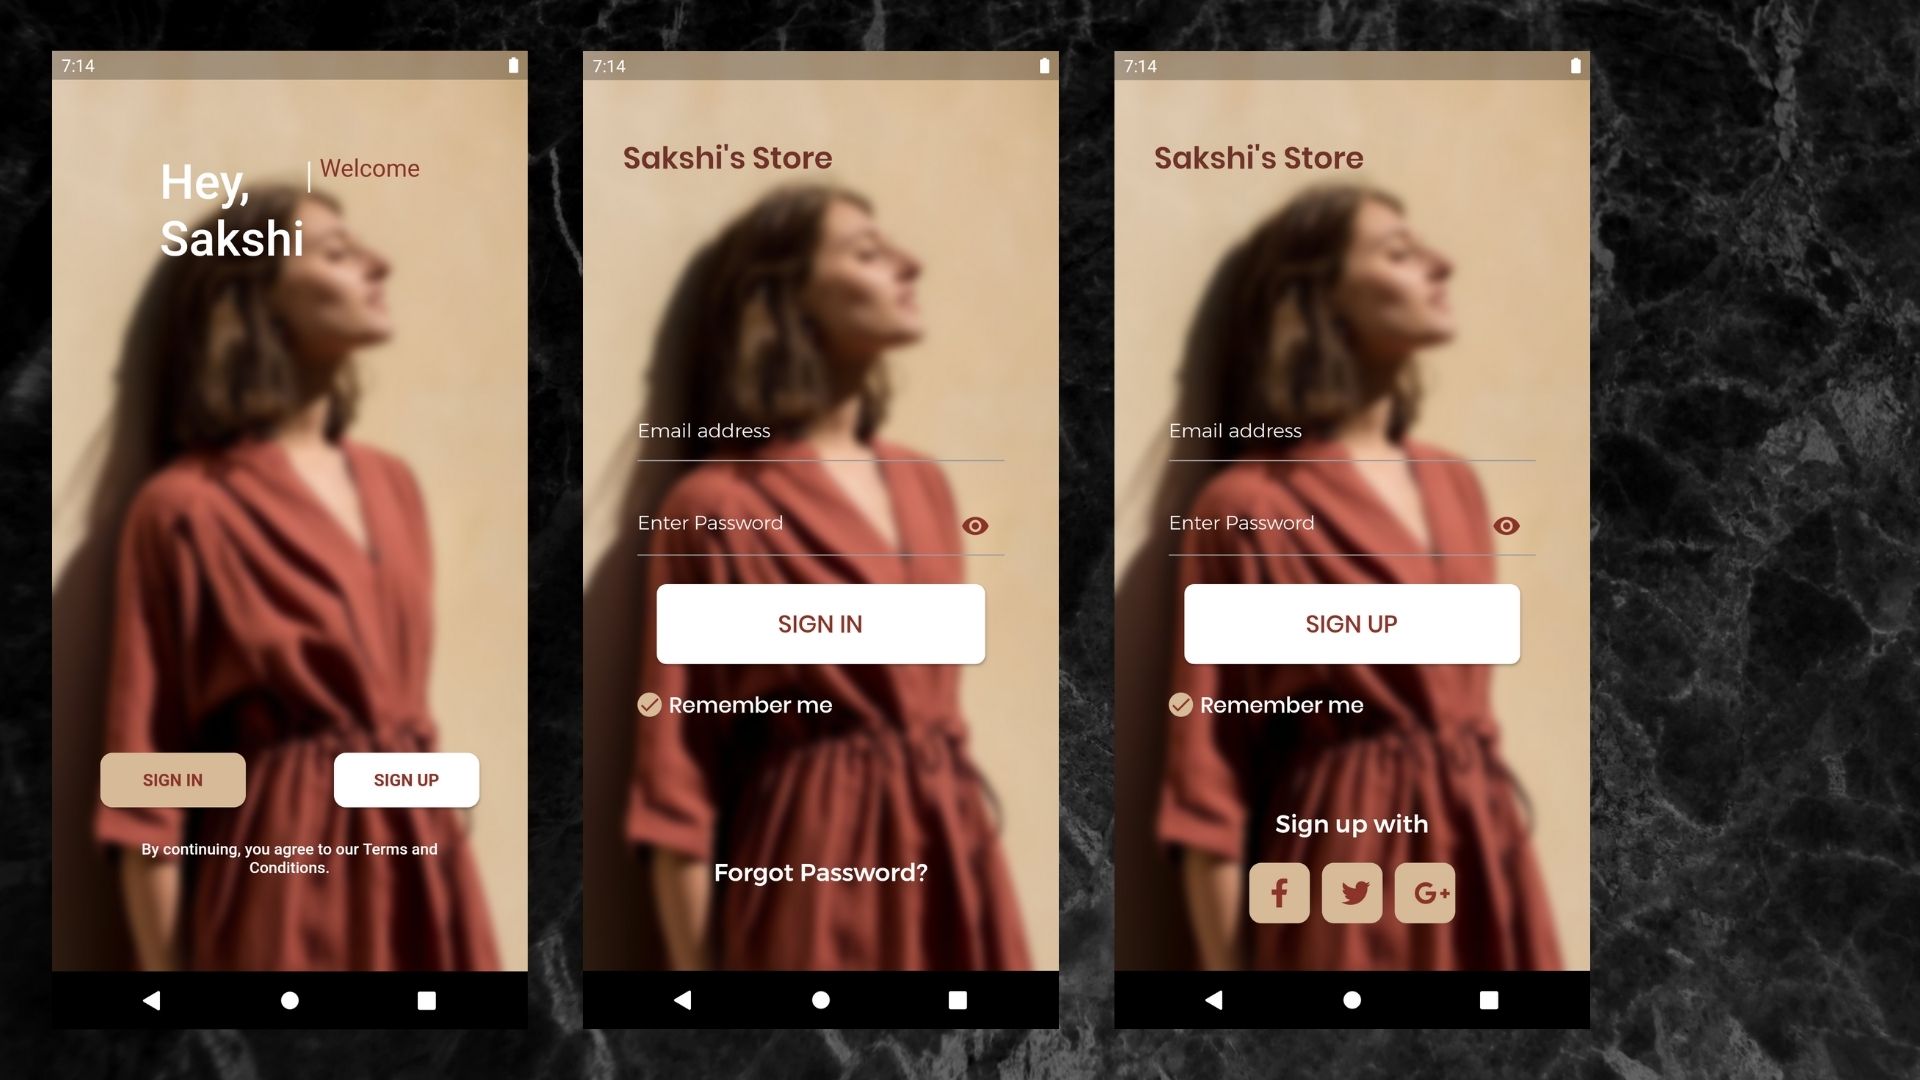 7:14
Hey,
Sakshi
Welcome
SIGN IN
SIGN UP
By continuing, you agree to our Terms and
Conditions.
7:14
Sakshi's Store
Email address
Enter Password
SIGN IN
Remember me
Forgot Password?
7:14
Sakshi's Store
Email address
Enter Password
SIGN UP
Remember me
Sign up with
G+